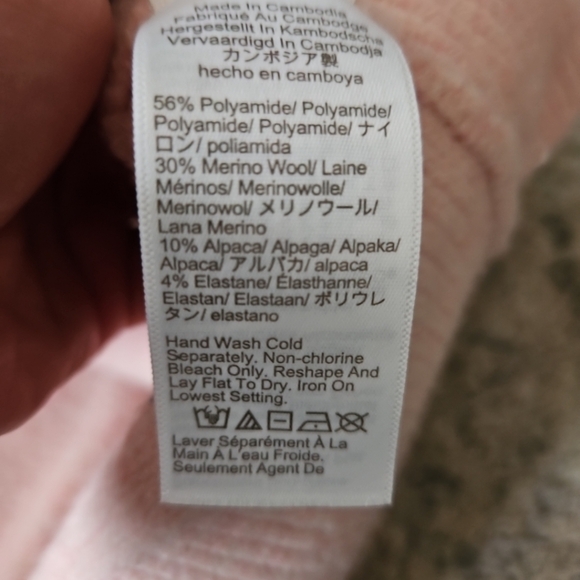 Made In Cambodia
Fabriqué Au Cambodge
Hergestellt In Kambodscha
Vervaardigd In Cambodja
カンボジア製
hecho en camboya
56% Polyamide/ Polyamide/
Polyamide/ Polyamide/ ナイ
ロン/ poliamida
30% Merino Wool/ Laine
Mérinos/ Merinowolle/
Merinowol/ メリノウール/
Lana Merino
10% Alpaca/ Alpaga/ Alpaka/
Alpaca/ アルパカ/ alpaca
4% Elastane/ Élasthanne/
Elastan/ Elastaan/ ポリウレ
タン/ elastano
Hand Wash Cold
Separately. Non-chlorine
Bleach Only. Reshape And
Lay Flat To Dry. Iron On
Lowest Setting.
Laver Séparément À La
Main À L'eau Froide.
Seulement Agent De